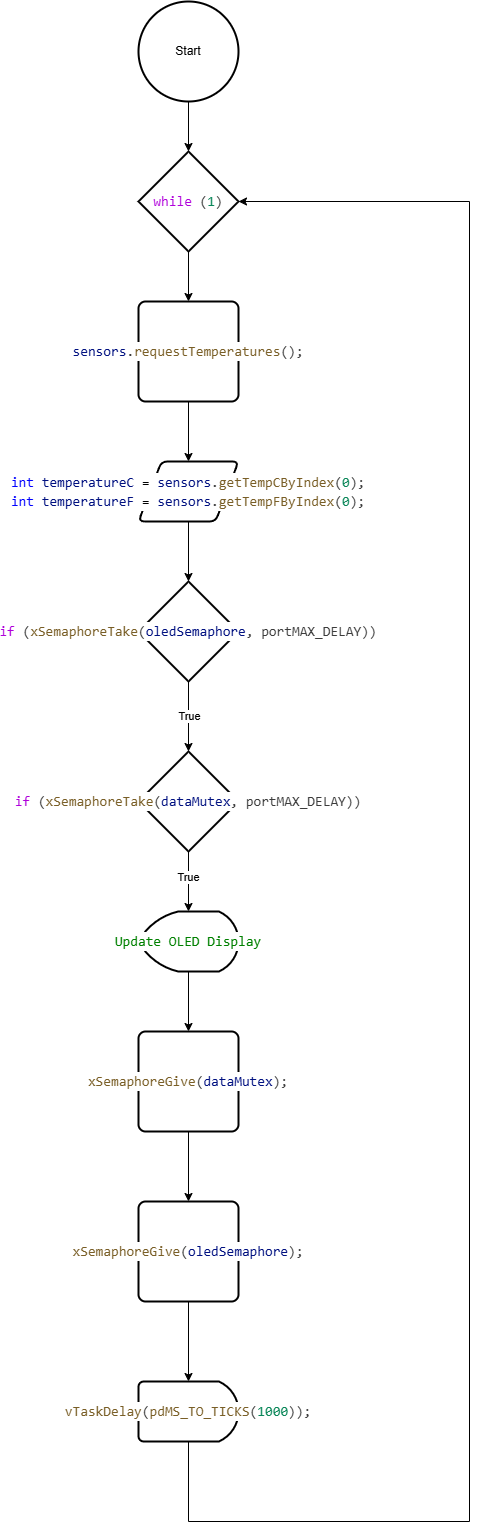 Start
while (1)
sensors.requestTemperatures();
int temperatureC = sensors.getTempCByIndex(0);
int temperatureF = sensors.getTempFByIndex(0);
if (xSemaphoreTake(oledSemaphore, portMAX_DELAY))
True
if (xSemaphoreTake(dataMutex, portMAX_DELAY))
True
Update OLED Display
xSemaphoreGive(dataMutex);
xSemaphoreGive(oledSemaphore);
vTaskDelay(pdMS_TO_TICKS(1000));